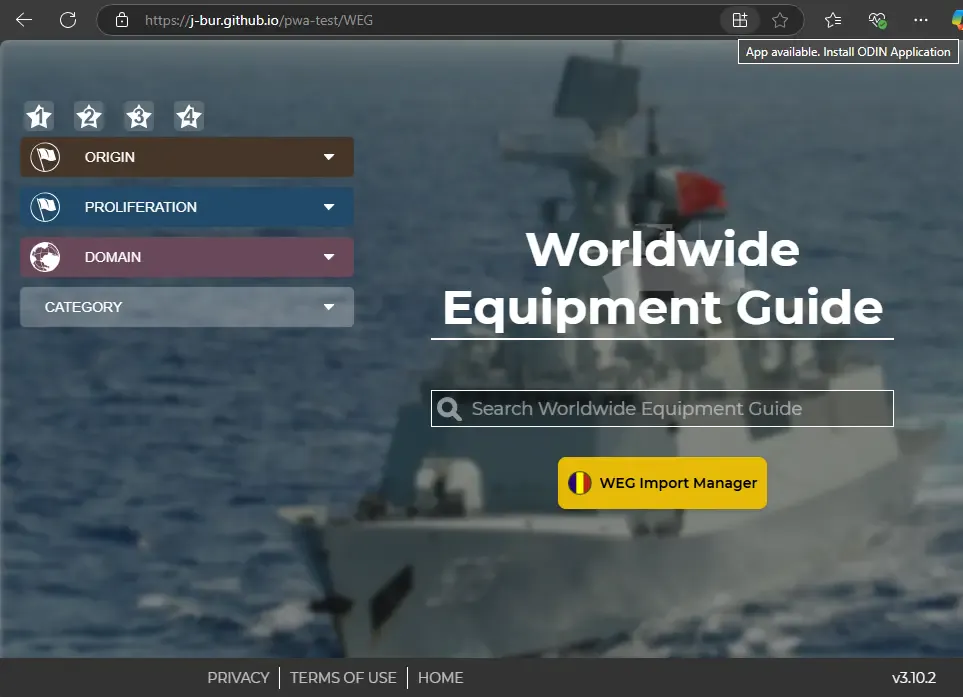 https://j-bur.github.io/pwa-test/WEG
App available. Install ODIN Application
1 2 3 4
ORIGIN
PROLIFERATION
DOMAIN
CATEGORY
Worldwide
Equipment Guide
Search Worldwide Equipment Guide
WEG Import Manager
PRIVACY TERMS OF USE HOME v3.10.2